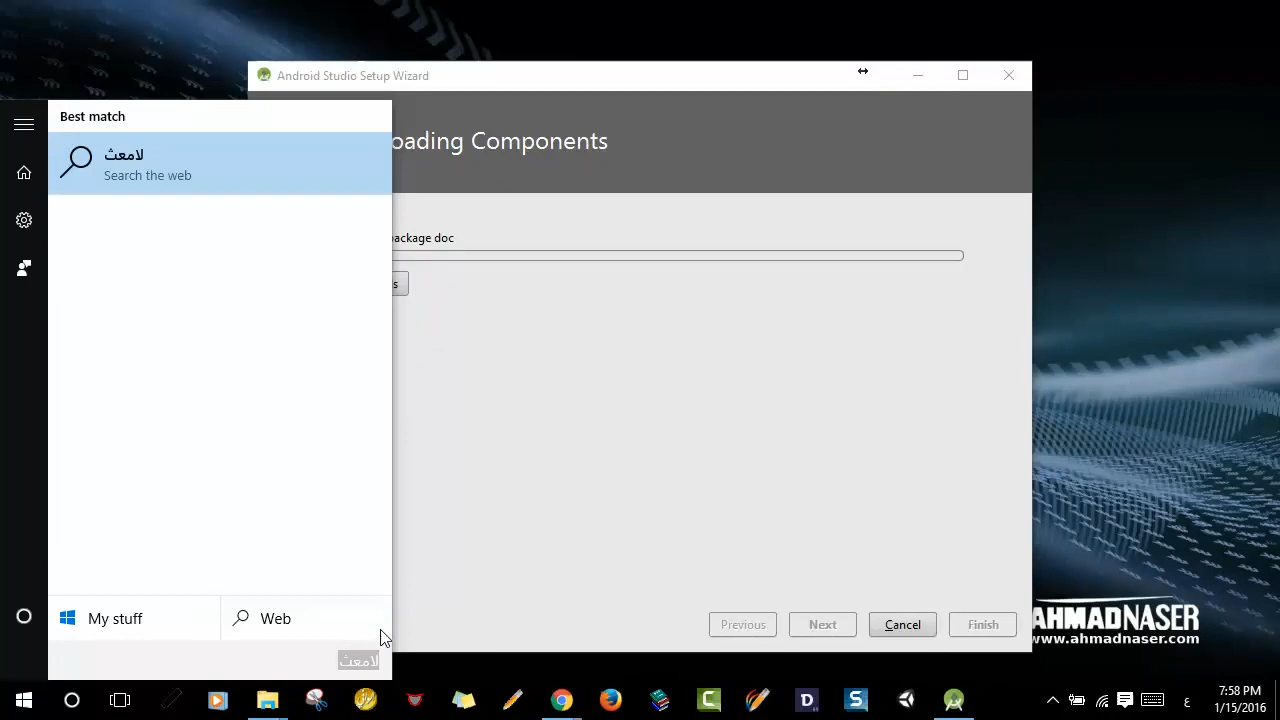 Android Studio Setup Wizard
Best match
لامعث
Search the web
oading Components
package doc
s
My stuff
Web
لامعث
Previous
Next
Cancel
Finish
AHMADNASER
www.ahmadnaser.com
ع
7:58 PM
1/15/2016